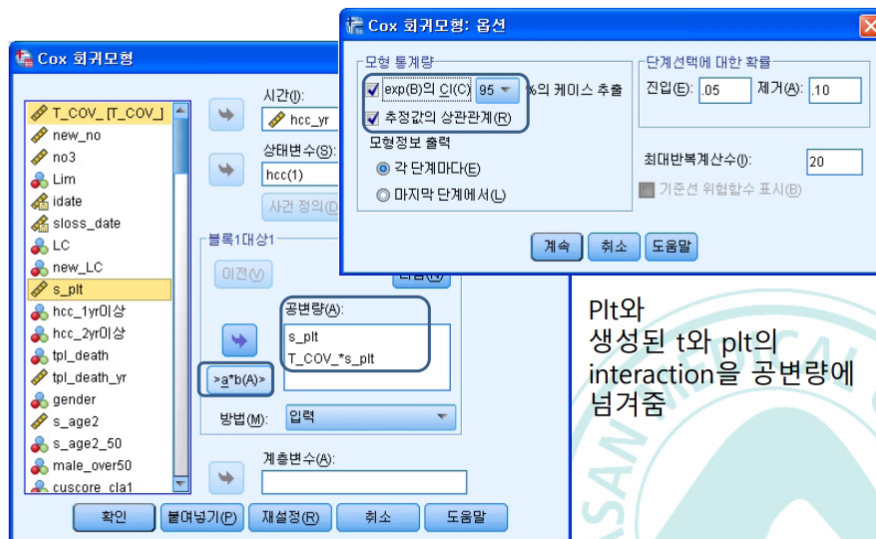 Cox 회귀모형
T_COV_ [T_COV_]
new_no
no3
Lim
idate
sloss_date
LC
new_LC
s_plt
hcc_1yr이상
hcc_2yr이상
tpl_death
tpl_death_yr
gender
s_age2
s_age2_50
male_over50
cuscore_cla1
시간(I):
hcc_yr
상태변수(S):
hcc(1)
사건 정의(D
블록1대상1
이전(V)
공변량(A):
s_plt
T_COV_*s_plt
>a*b(A)>
방법(M): 입력
계층변수(A):
확인 붙여넣기(P) 재설정(R) 취소 도움말
Cox 회귀모형: 옵션
모형 통계량
exp(B)의 CI(C) 95 %의 케이스 추출
추정값의 상관관계(R)
모형정보 출력
각 단계마다(E)
마지막 단계에서(L)
단계선택에 대한 확률
진입(E): .05 제거(A): .10
최대반복계산수(I): 20
기준선 위험함수 표시(B)
계속 취소 도움말
Plt와
생성된 t와 plt의
interaction을 공변량에
넘겨줌
ASAN MEDICAL